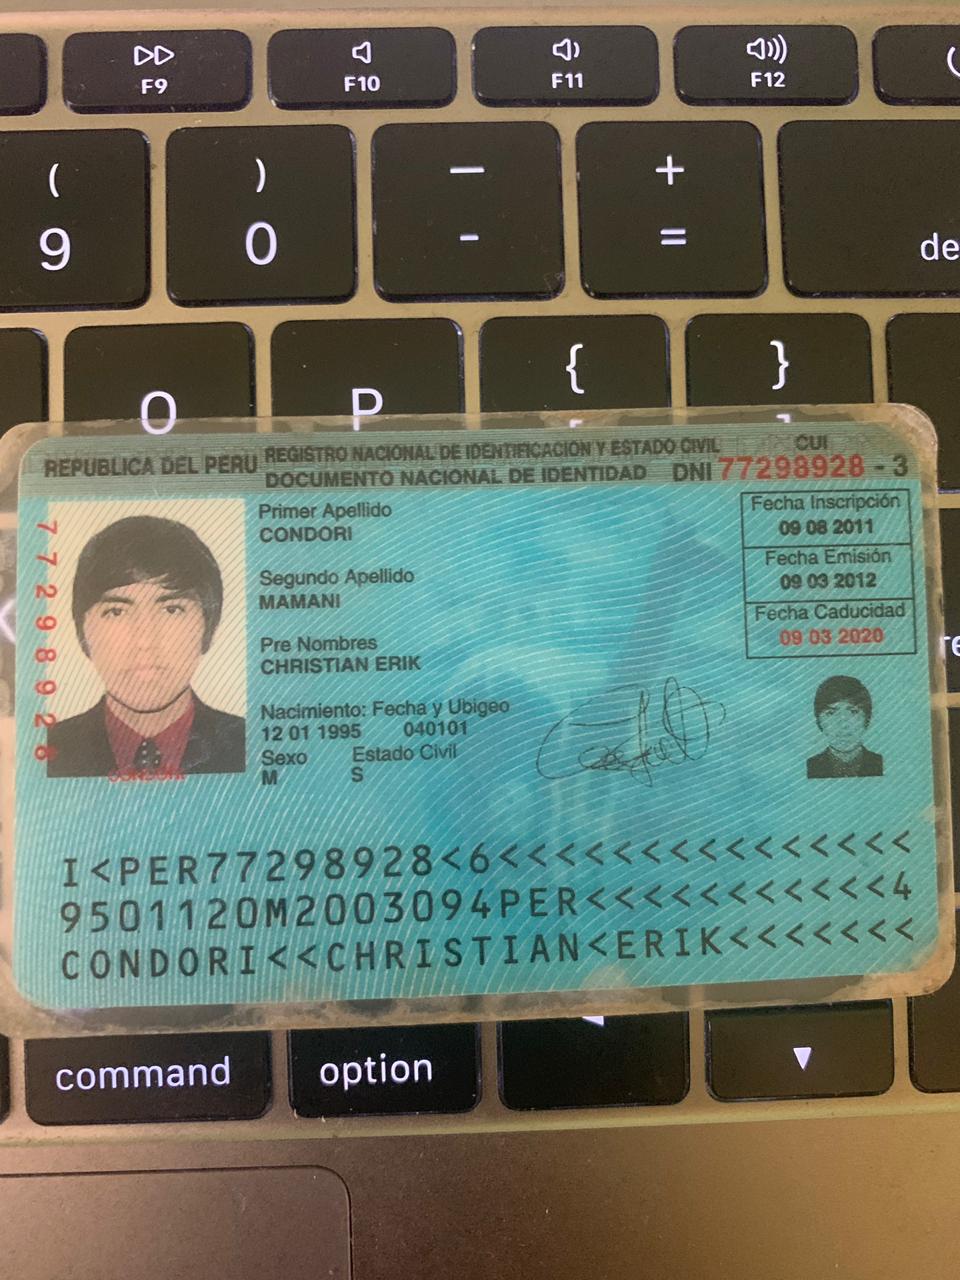 F9
F10
F11
F12
(
9
)
0
—
-
+
=
de
O
P
{
}
REPUBLICA DEL PERU
REGISTRO NACIONAL DE IDENTIFICACION Y ESTADO CIVIL
DOCUMENTO NACIONAL DE IDENTIDAD
CUI
DNI 77298928 - 3
77298928
Primer Apellido
CONDORI
Segundo Apellido
MAMANI
Pre Nombres
CHRISTIAN ERIK
Nacimiento: Fecha y Ubigeo
12 01 1995 040101
Sexo Estado Civil
M S
Fecha Inscripción
09 08 2011
Fecha Emisión
09 03 2012
Fecha Caducidad
09 03 2020
CONDORI
I<PER77298928<6<<<<<<<<<<<<<<<
9501120M2003094PER<<<<<<<<<<<4
CONDORI<<CHRISTIAN<ERIK<<<<<<<
command
option